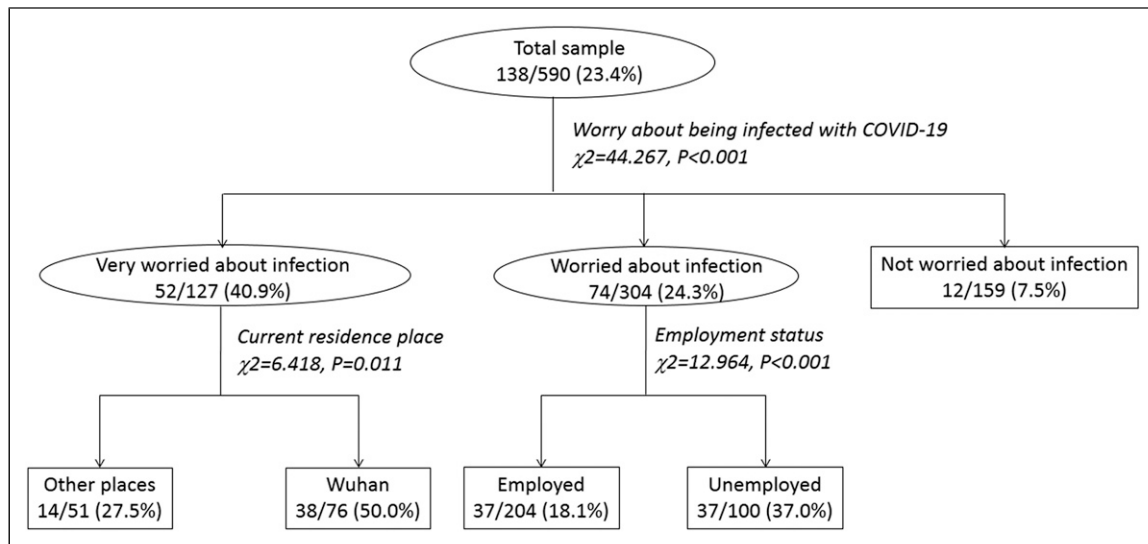 Total sample
138/590 (23.4%)
Worry about being infected with COVID-19
χ2=44.267, P<0.001
Very worried about infection
52/127 (40.9%)
Worried about infection
74/304 (24.3%)
Not worried about infection
12/159 (7.5%)
Current residence place
χ2=6.418, P=0.011
Employment status
χ2=12.964, P<0.001
Other places
14/51 (27.5%)
Wuhan
38/76 (50.0%)
Employed
37/204 (18.1%)
Unemployed
37/100 (37.0%)